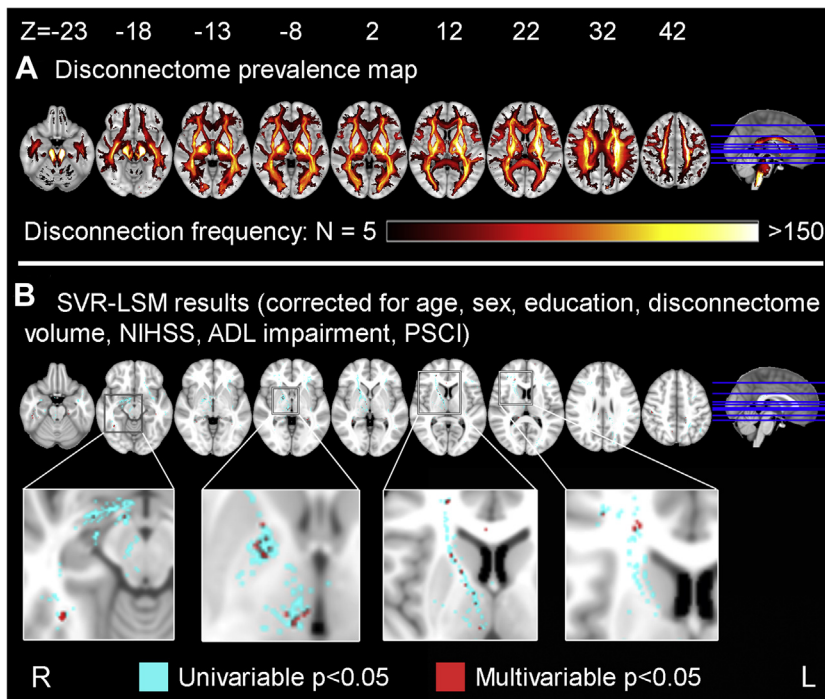 Z=-23 -18 -13 -8 2 12 22 32 42
A Disconnectome prevalence map
Disconnection frequency: N = 5 >150
B SVR-LSM results (corrected for age, sex, education, disconnectome
volume, NIHSS, ADL impairment, PSCI)
R Univariable p<0.05 Multivariable p<0.05 L